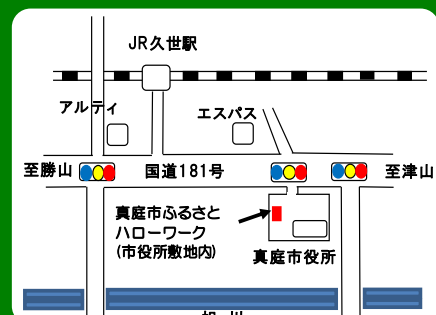 JR久世駅
アルティ
エスパス
至勝山
国道181号
至津山
真庭市ふるさと
ハローワーク
(市役所敷地内)
真庭市役所